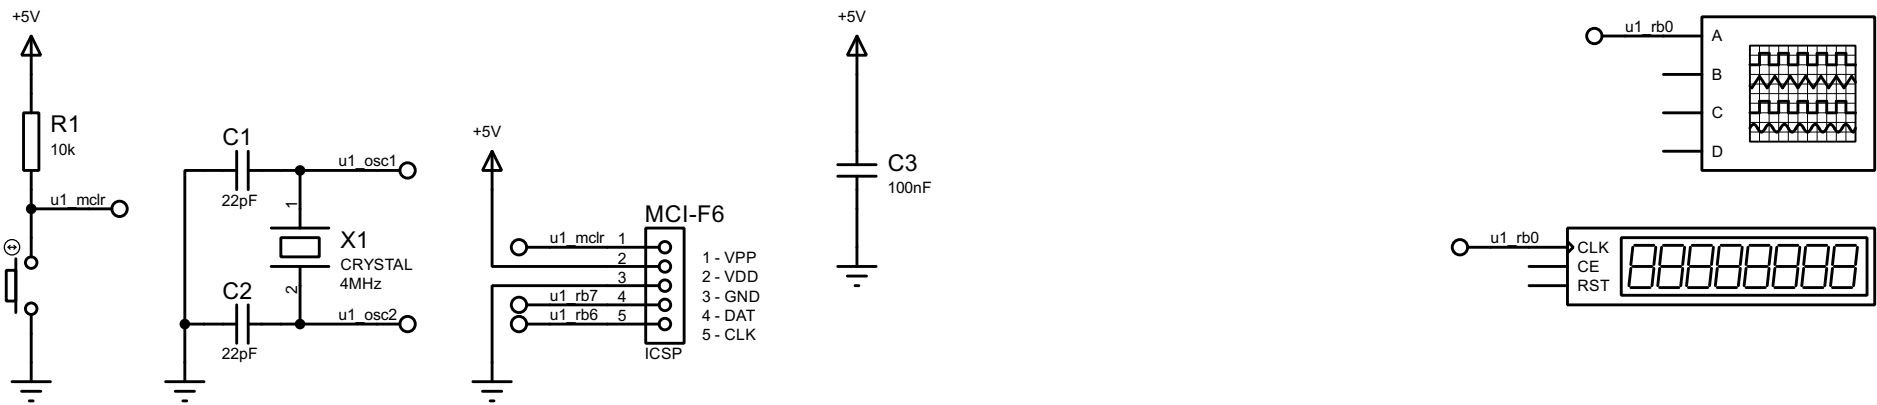 +5V
R1
10k
u1_mclr
C1
22pF
u1_osc1
1
X1
CRYSTAL
4MHz
2
C2
22pF
u1_osc2
+5V
MCI-F6
u1_mclr 1
2
3
u1_rb7 4
u1_rb6 5
ICSP
1 - VPP
2 - VDD
3 - GND
4 - DAT
5 - CLK
+5V
C3
100nF
u1_rb0
A
B
C
D
u1_rb0
CLK
CE
RST